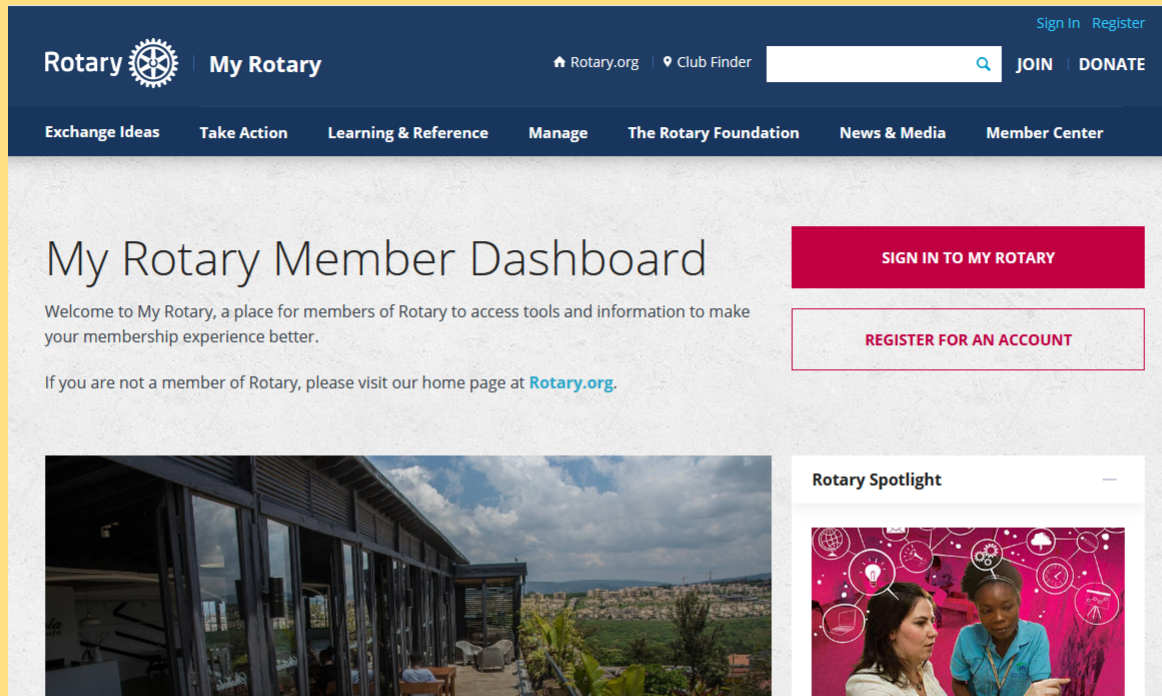 Sign In Register
Rotary My Rotary Rotary.org Club Finder JOIN DONATE
Exchange Ideas Take Action Learning & Reference Manage The Rotary Foundation News & Media Member Center
My Rotary Member Dashboard
SIGN IN TO MY ROTARY
Welcome to My Rotary, a place for members of Rotary to access tools and information to make
your membership experience better.
REGISTER FOR AN ACCOUNT
If you are not a member of Rotary, please visit our home page at Rotary.org.
Rotary Spotlight